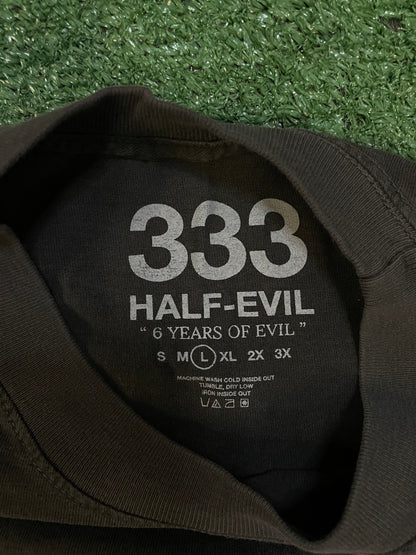 333
HALF-EVIL
" 6 YEARS OF EVIL "
S M L XL 2X 3X
MACHINE WASH COLD INSIDE OUT
TUMBLE, DRY LOW
IRON INSIDE OUT